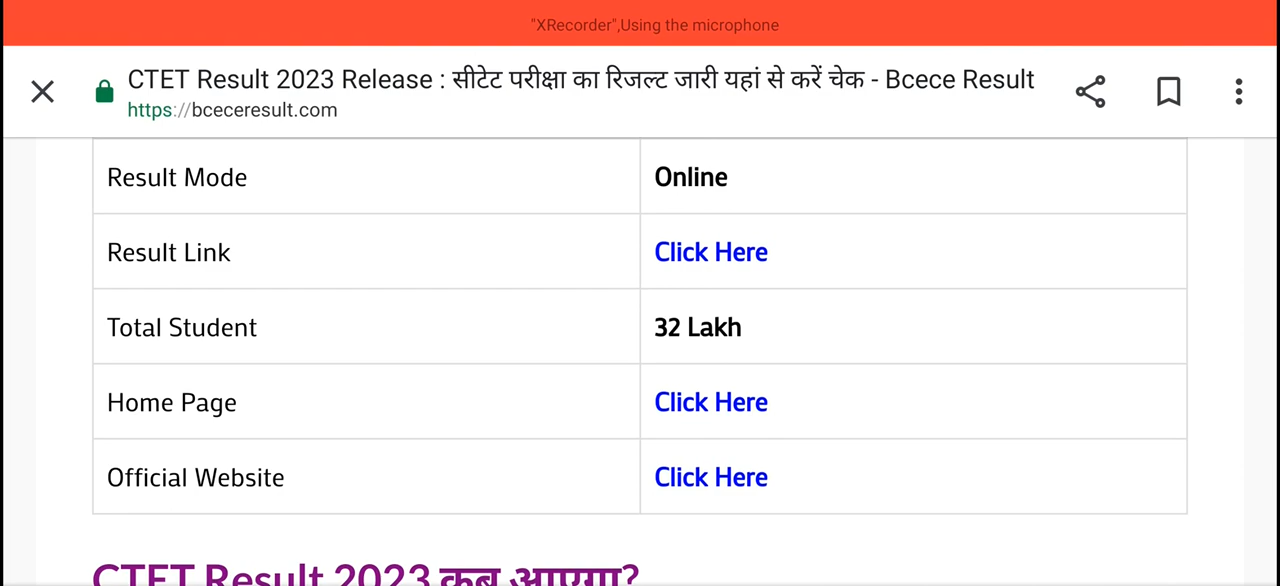 "XRecorder",Using the microphone
CTET Result 2023 Release : सीटेट परीक्षा का रिजल्ट जारी यहां से करें चेक - Bcece Result
https://bceceresult.com
Result Mode Online
Result Link Click Here
Total Student 32 Lakh
Home Page Click Here
Official Website Click Here
CTET Result 2023 कब आएगा?